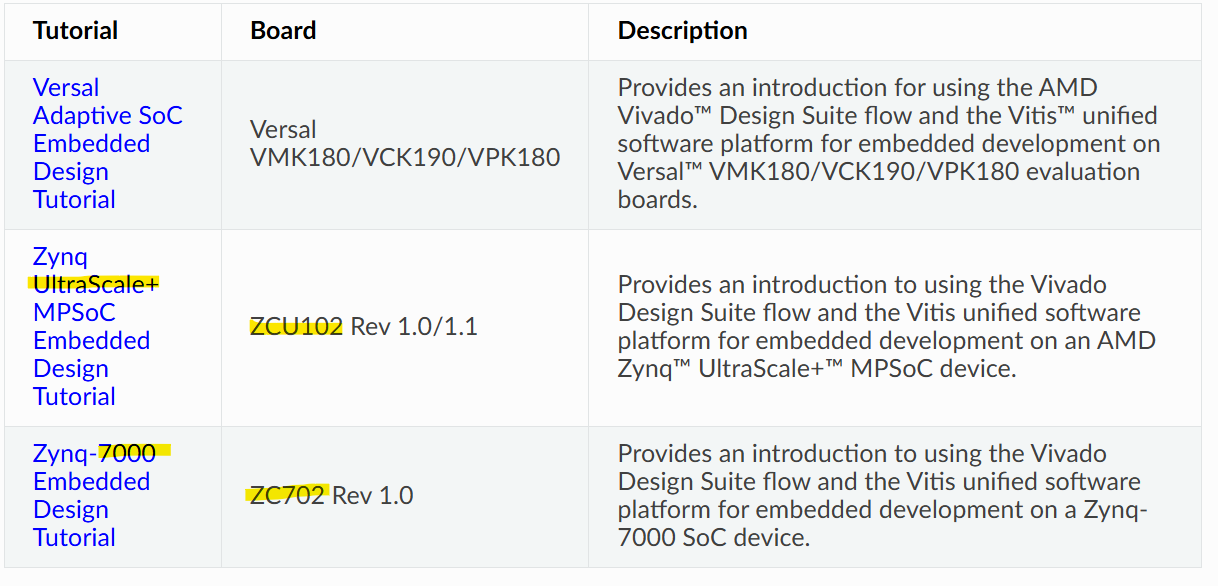 Tutorial
Board
Description
Versal
Adaptive SoC
Embedded
Design
Tutorial
Versal
VMK180/VCK190/VPK180
Provides an introduction for using the AMD
Vivado™ Design Suite flow and the Vitis™ unified
software platform for embedded development on
Versal™ VMK180/VCK190/VPK180 evaluation
boards.
Zynq
UltraScale+
MPSoC
Embedded
Design
Tutorial
ZCU102 Rev 1.0/1.1
Provides an introduction to using the Vivado
Design Suite flow and the Vitis unified software
platform for embedded development on an AMD
Zynq™ UltraScale+™ MPSoC device.
Zynq-7000
Embedded
Design
Tutorial
ZC702 Rev 1.0
Provides an introduction to using the Vivado
Design Suite flow and the Vitis unified software
platform for embedded development on a Zynq-
7000 SoC device.